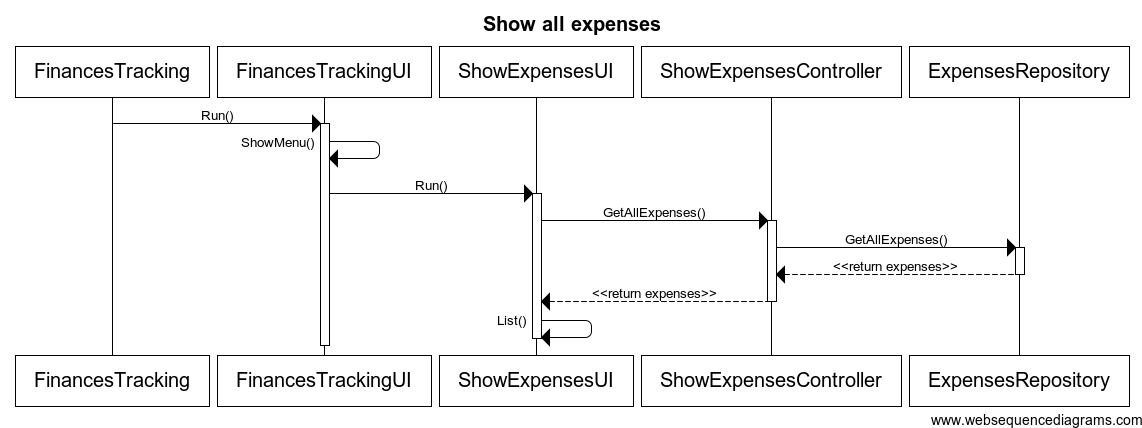 Show all expenses
FinancesTracking FinancesTrackingUI ShowExpensesUI ShowExpensesController ExpensesRepository
Run()
ShowMenu()
Run()
GetAllExpenses()
GetAllExpenses()
<<return expenses>>
<<return expenses>>
List()
FinancesTracking FinancesTrackingUI ShowExpensesUI ShowExpensesController ExpensesRepository
www.websequencediagrams.com